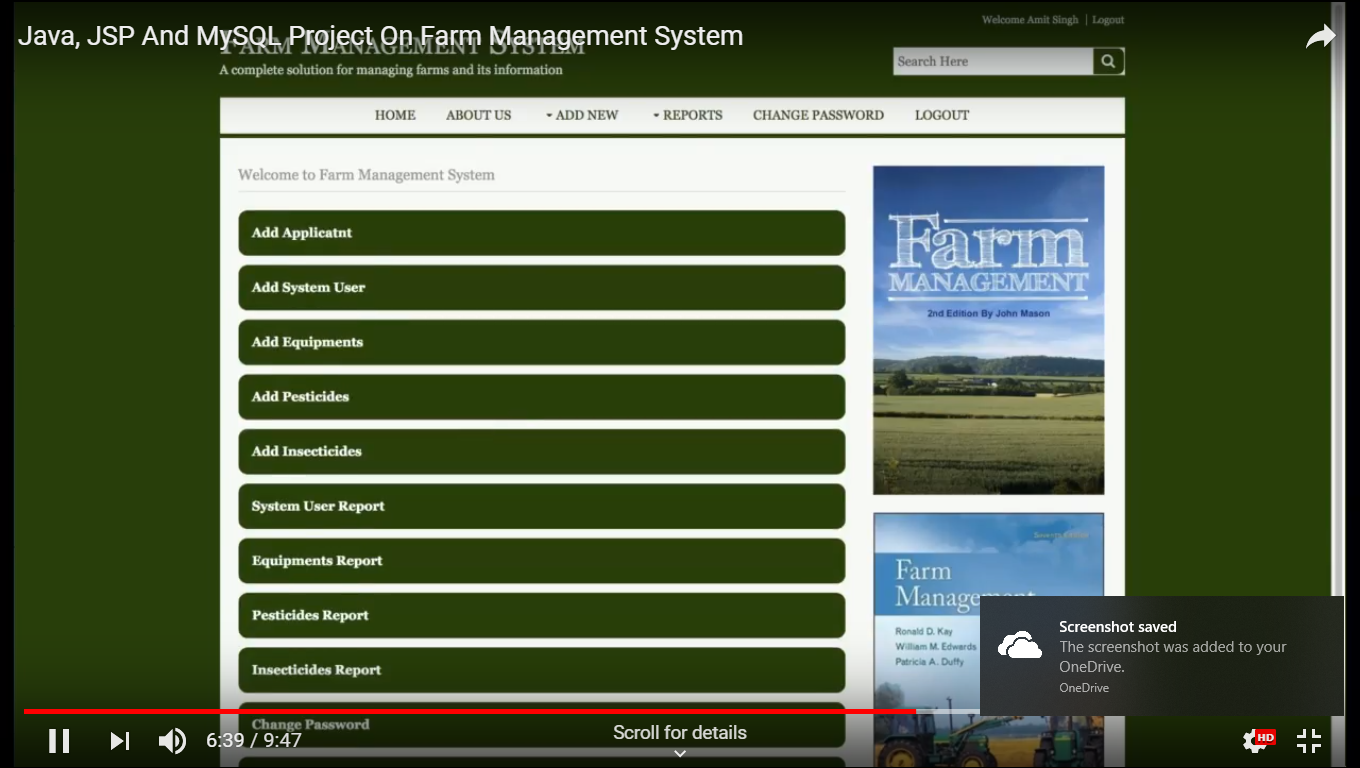 Welcome Amit Singh | Logout
Java, JSP And MySQL Project On Farm Management System
FARM MANAGEMENT SYSTEM
A complete solution for managing farms and its information
Search Here
HOME ABOUT US ADD NEW REPORTS CHANGE PASSWORD LOGOUT
Welcome to Farm Management System
Add Applicatnt
Add System User
Add Equipments
Add Pesticides
Add Insecticides
System User Report
Equipments Report
Pesticides Report
Insecticides Report
Change Password
Farm
MANAGEMENT
2nd Edition By John Mason
Seventh Edition
Farm
Management
Ronald D. Kay
William M. Edwards
Patricia A. Duffy
Screenshot saved
The screenshot was added to your
OneDrive.
OneDrive
6:39 / 9:47
Scroll for details
HD